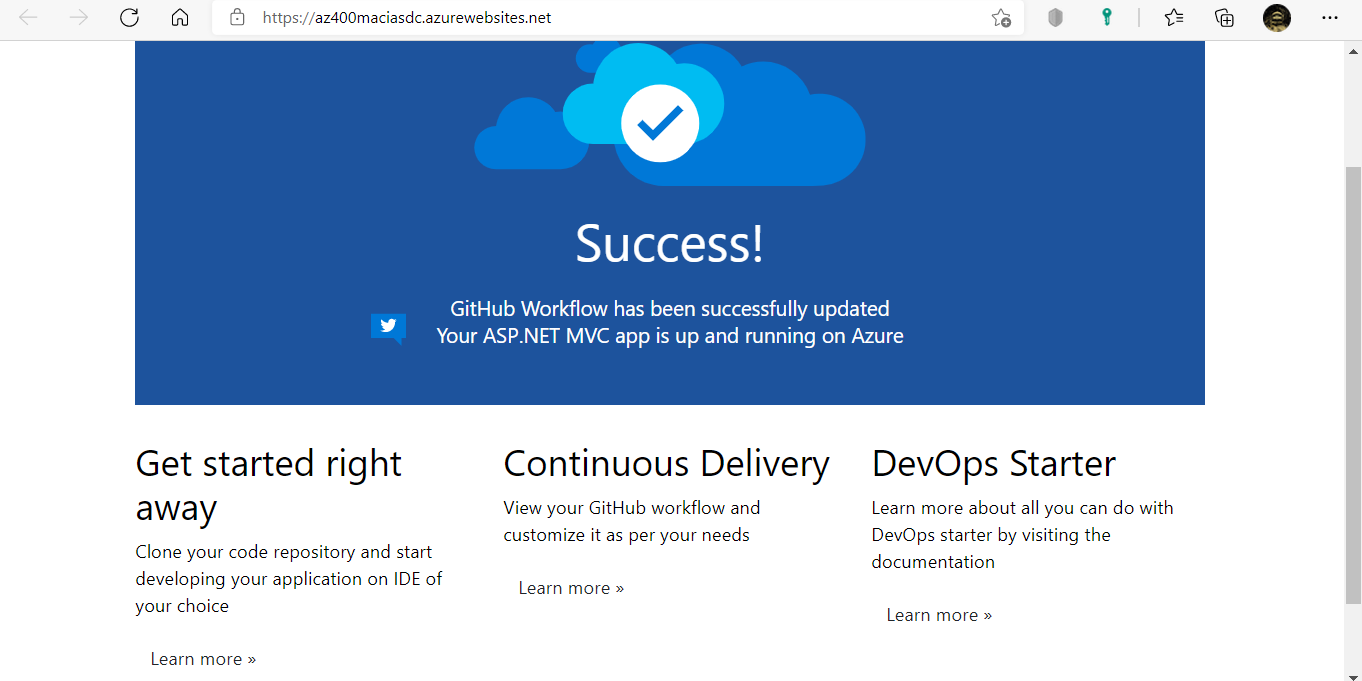 https://az400maciasdc.azurewebsites.net
Success!
GitHub Workflow has been successfully updated
Your ASP.NET MVC app is up and running on Azure
Get started right
away
Clone your code repository and start
developing your application on IDE of
your choice
Learn more »
Continuous Delivery
View your GitHub workflow and
customize it as per your needs
Learn more »
DevOps Starter
Learn more about all you can do with
DevOps starter by visiting the
documentation
Learn more »